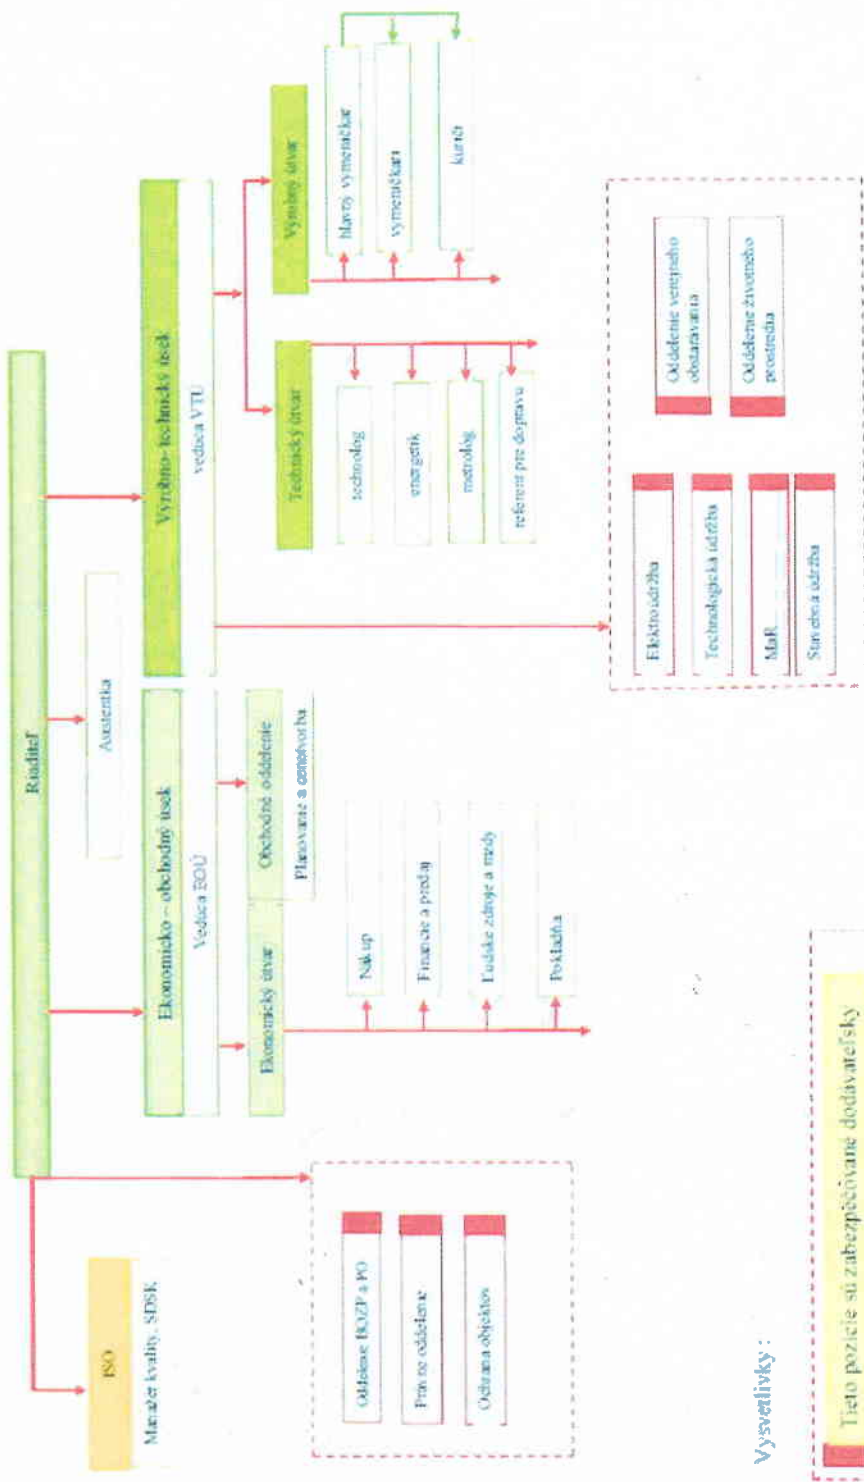 Riaditeľ
ISO
Manažér kvality, SDSK
Asistentka
Ekonomicko – obchodný úsek
Vedúca EOÚ
Výrobno- technický úsek
vedúca VTÚ
Ekonomický útvar
Obchodné oddelenie
Plánovanie a cenotvorba
Technický útvar
Výrobný útvar
Oddelenie BOZP a PO
Právne oddelenie
Ochrana objektov
Nákup
Financie a predaj
Ľudské zdroje a mzdy
Pokladňa
technológ
energetik
metrológ
referent pre dopravu
hlavný výmenničkár
výmenničkári
kuriči
Elektroúdržba
Technologická údržba
MaR
Stavebná údržba
Oddelenie verejného
obstarávania
Oddelenie životného
prostredia
Vysvetlivky :
Tieto pozície sú zabezpečované dodávateľsky